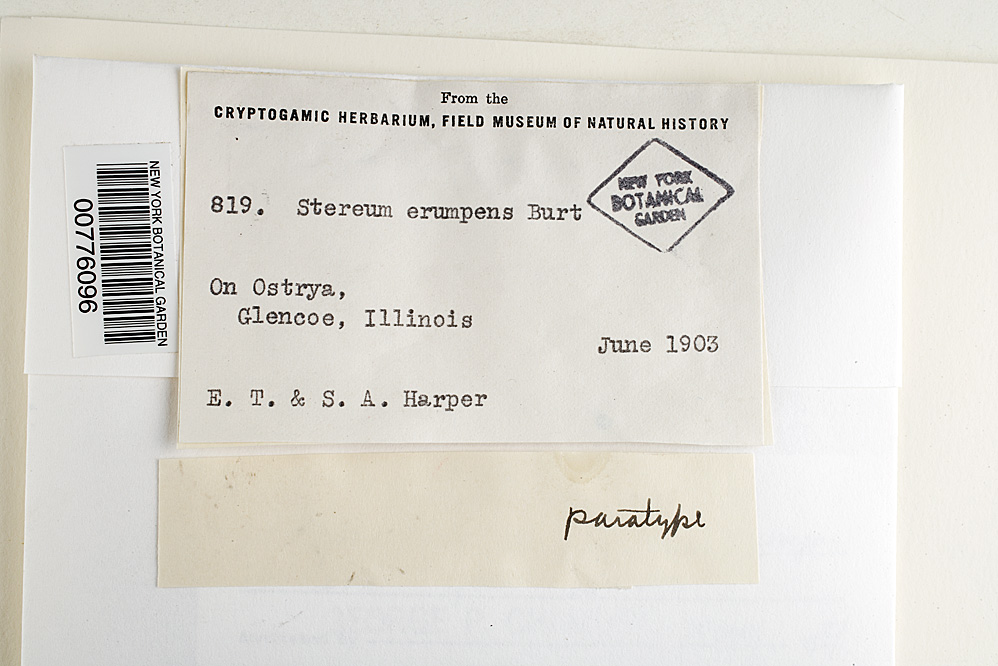 From the
CRYPTOGAMIC HERBARIUM, FIELD MUSEUM OF NATURAL HISTORY
NEW YORK
BOTANICAL
GARDEN
819. Stereum erumpens Burt
On Ostrya,
Glencoe, Illinois
June 1903
E. T. & S. A. Harper
paratype
NEW YORK BOTANICAL GARDEN
00776096